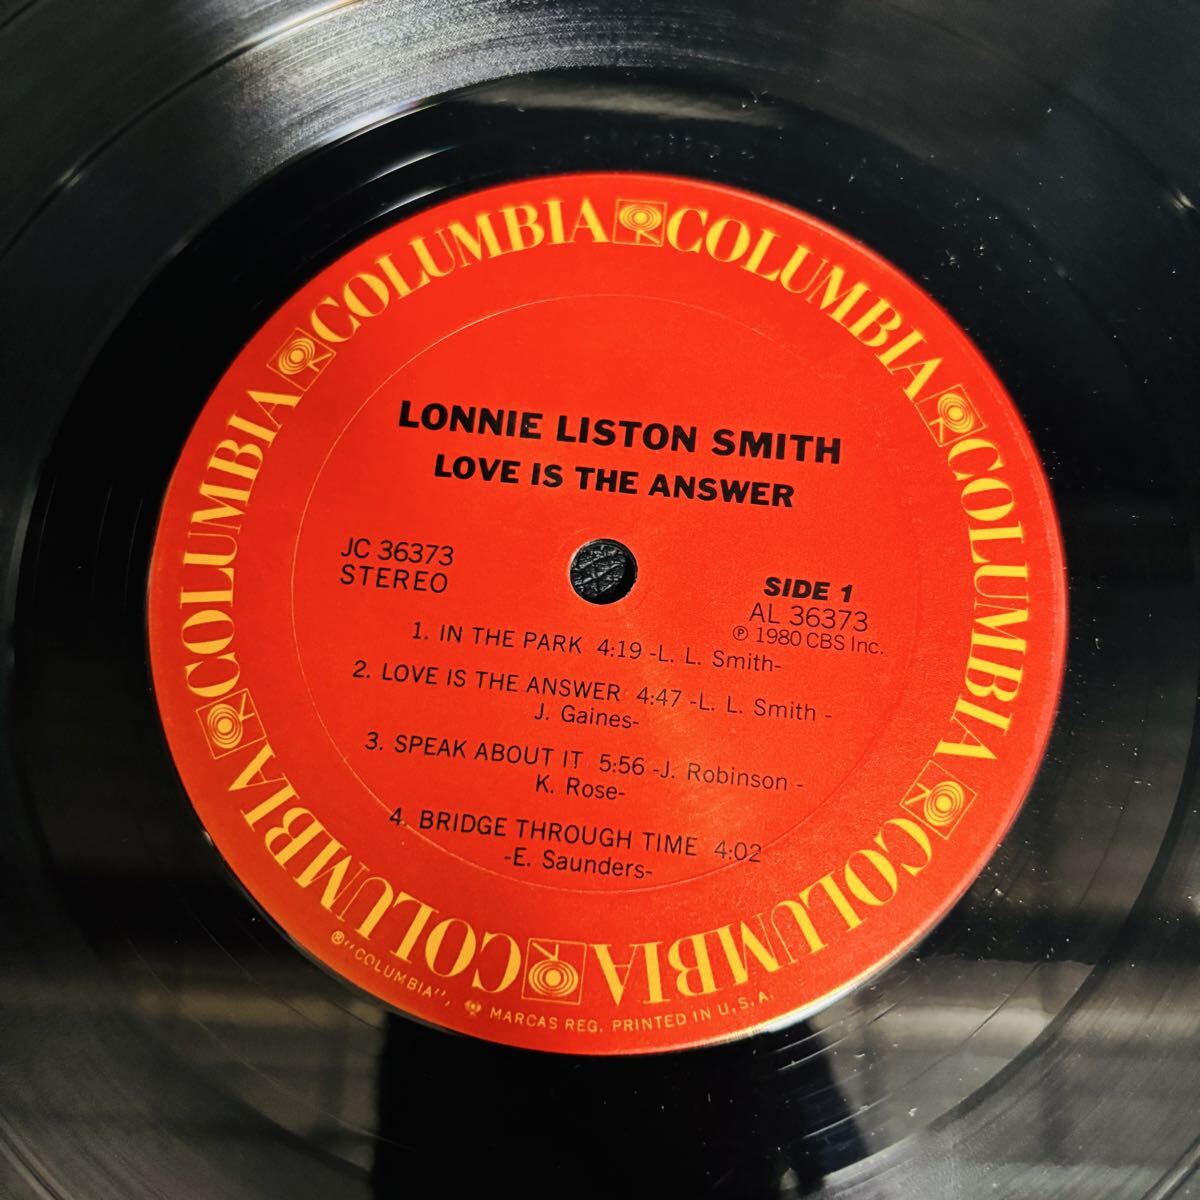 COLUMBIA COLUMBIA COLUMBIA COLUMBIA COLUMBIA COLUMBIA
LONNIE LISTON SMITH
LOVE IS THE ANSWER
JC 36373
STEREO
SIDE 1
AL 36373
℗ 1980 CBS Inc.
1. IN THE PARK 4:19 -L. L. Smith-
2. LOVE IS THE ANSWER 4:47 -L. L. Smith -
J. Gaines-
3. SPEAK ABOUT IT 5:56 -J. Robinson -
K. Rose-
4. BRIDGE THROUGH TIME 4:02
-E. Saunders-
® "COLUMBIA", MARCAS REG. PRINTED IN U.S.A.